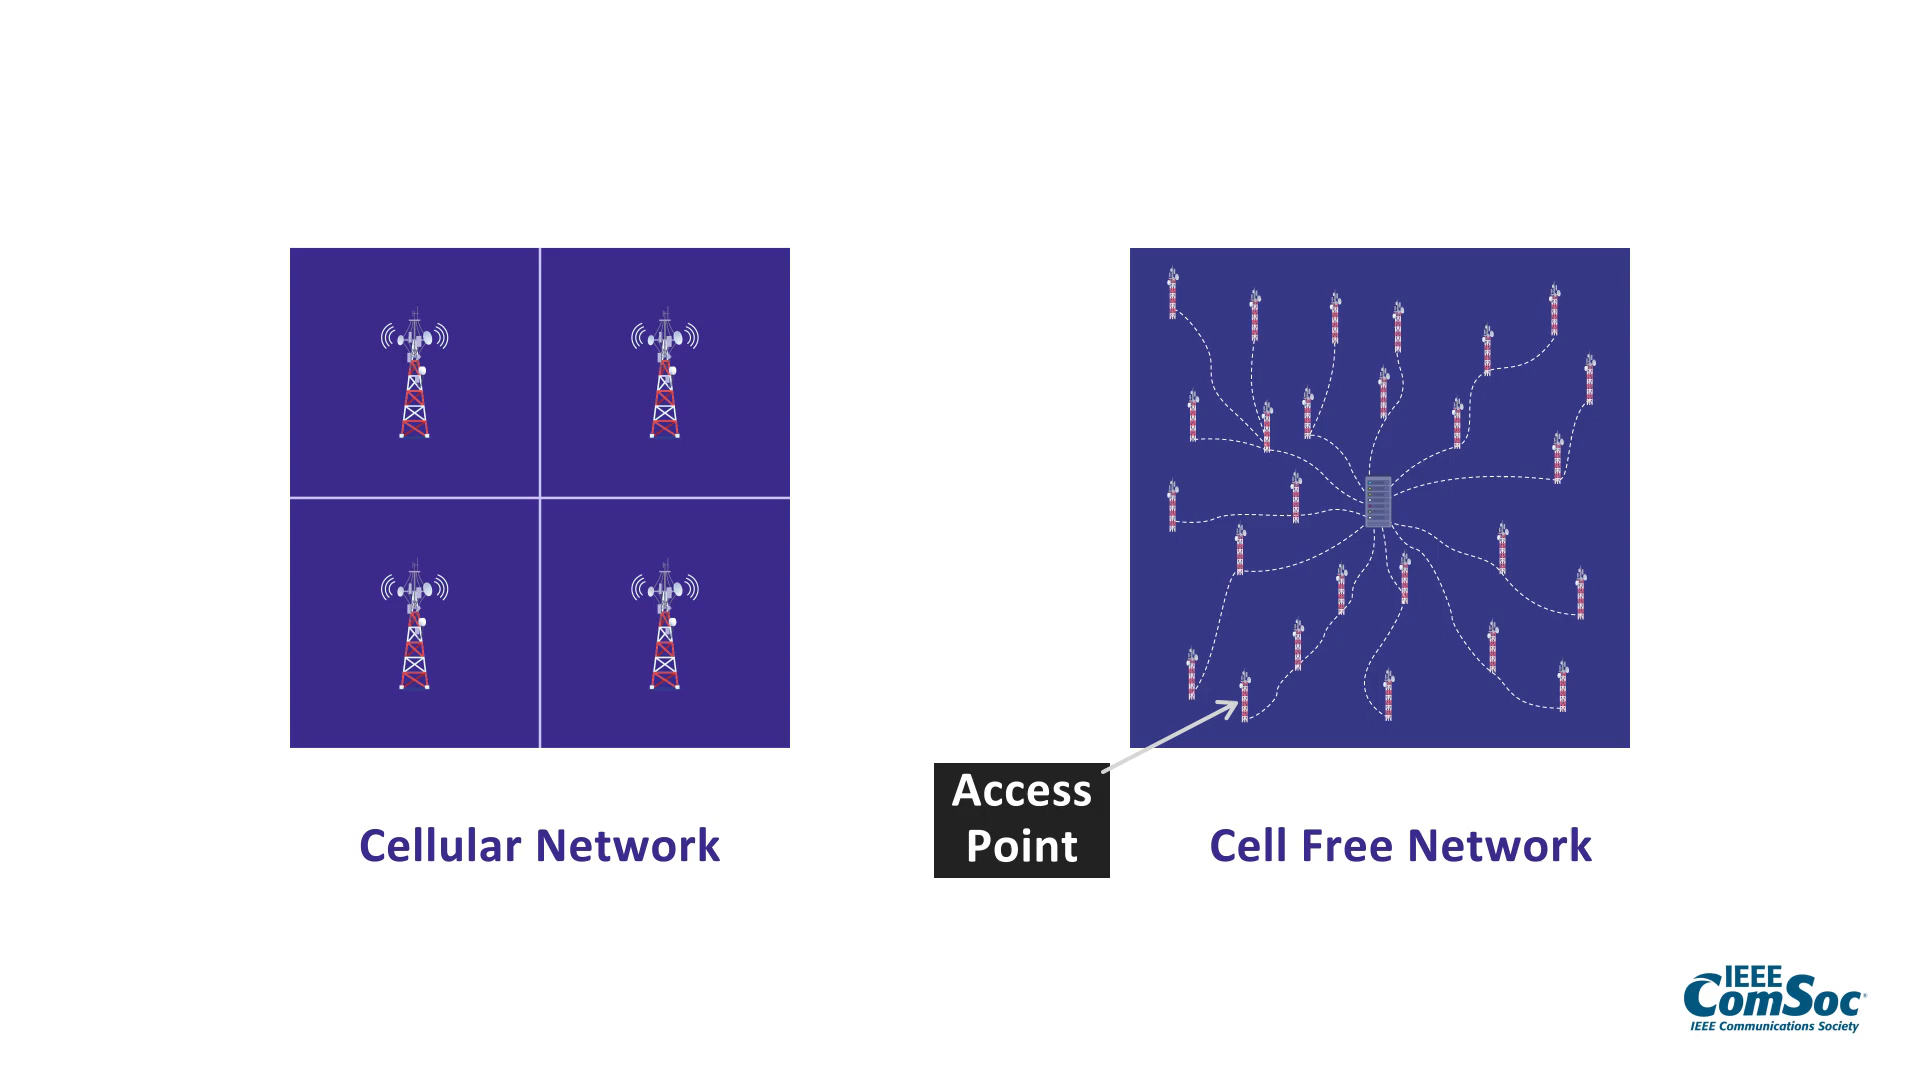 Access
Point
Cellular Network
Cell Free Network
IEEE
ComSoc®
IEEE Communications Society